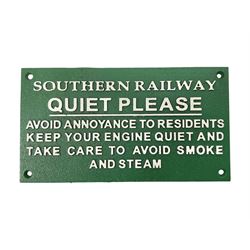 SOUTHERN RAILWAY
QUIET PLEASE
AVOID ANNOYANCE TO RESIDENTS
KEEP YOUR ENGINE QUIET AND
TAKE CARE TO AVOID SMOKE
AND STEAM